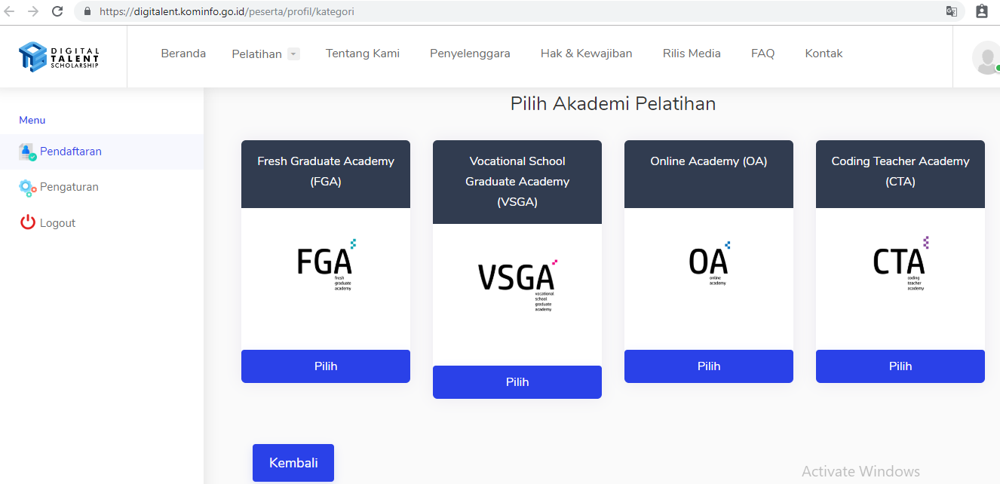 https://digitalent.kominfo.go.id/peserta/profil/kategori
DIGITAL
TALENT
SCHOLARSHIP
Beranda
Pelatihan
Tentang Kami
Penyelenggara
Hak & Kewajiban
Rilis Media
FAQ
Kontak
Menu
Pendaftaran
Pengaturan
Logout
Pilih Akademi Pelatihan
Fresh Graduate Academy
(FGA)
FGA
fresh
graduate
academy
Pilih
Vocational School
Graduate Academy
(VSGA)
VSGA
vocational
school
graduate
academy
Pilih
Online Academy (OA)
OA
online
academy
Pilih
Coding Teacher Academy
(CTA)
CTA
coding
teacher
academy
Pilih
Kembali
Activate Windows